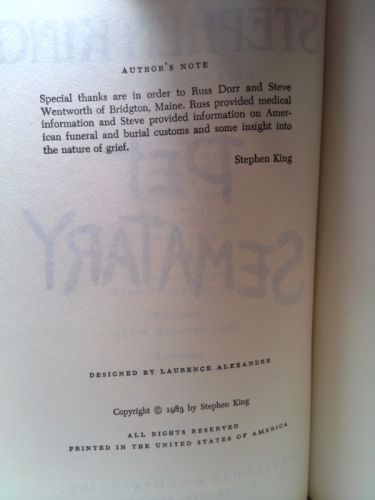 AUTHOR'S NOTE
Special thanks are in order to Russ Dorr and Steve
Wentworth of Bridgton, Maine. Russ provided medical
information and Steve provided information on Amer-
ican funeral and burial customs and some insight into
the nature of grief.
Stephen King
PET
SEMATARY
DESIGNED BY LAURENCE ALEXANDER
Copyright © 1983 by Stephen King
ALL RIGHTS RESERVED
PRINTED IN THE UNITED STATES OF AMERICA